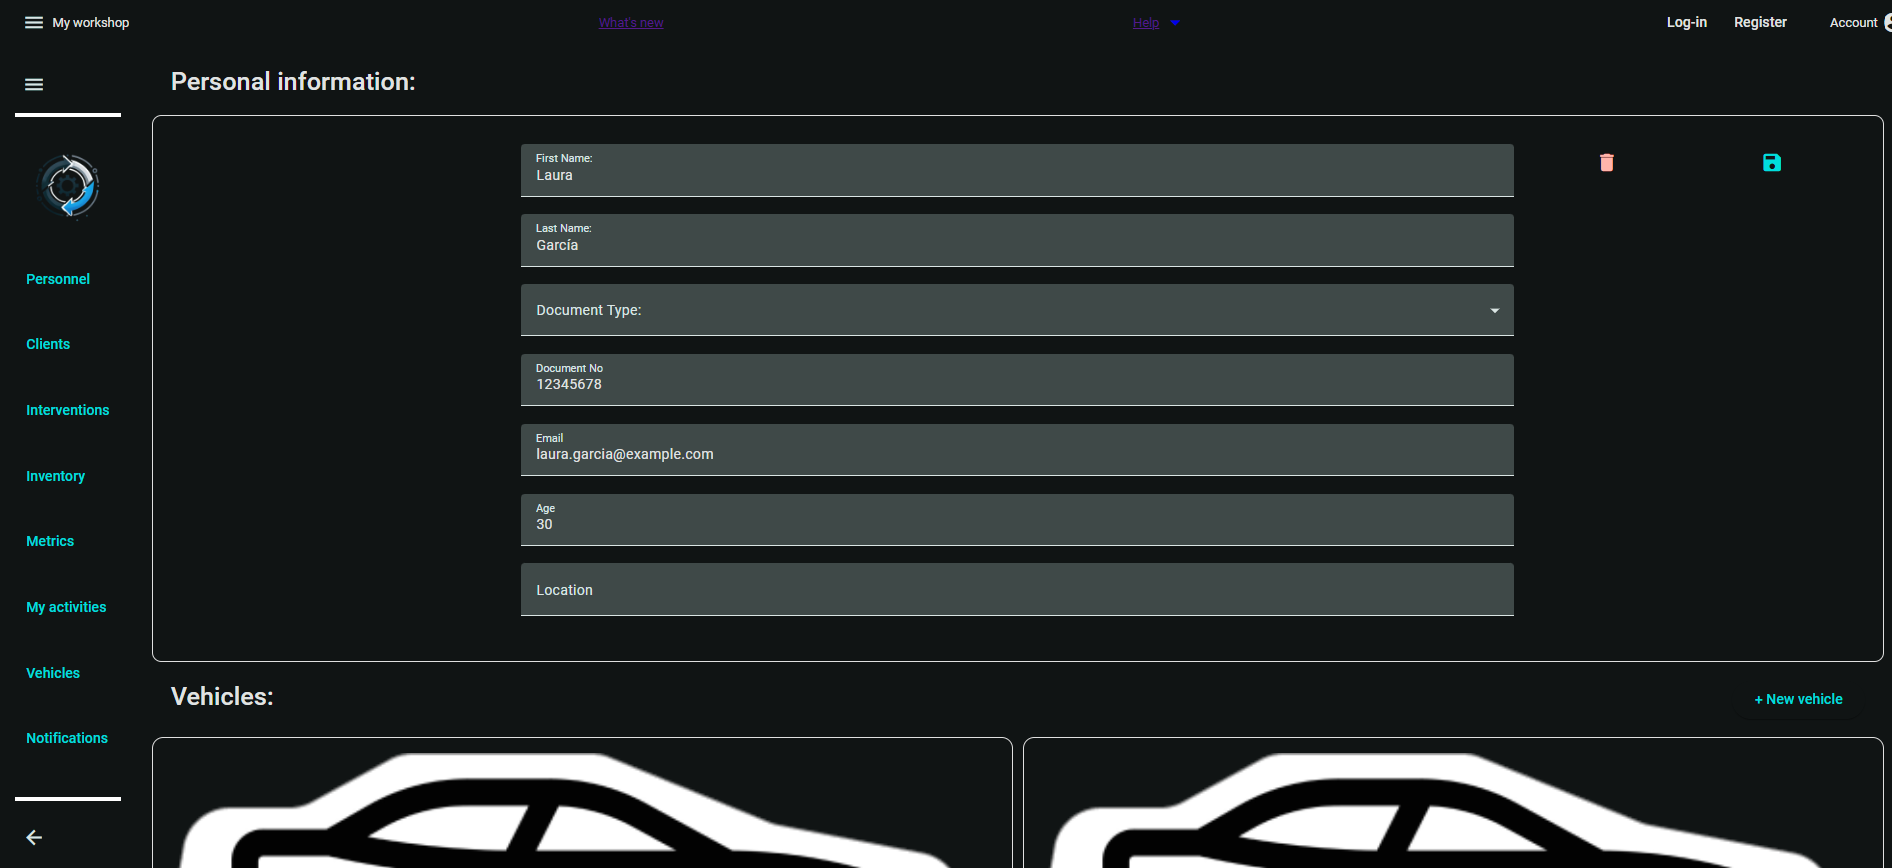 My workshop
What's new
Help
Log-in
Register
Account
Personal information:
First Name:
Laura
Last Name:
García
Document Type:
Document No
12345678
Email
laura.garcia@example.com
Age
30
Location
Personnel
Clients
Interventions
Inventory
Metrics
My activities
Vehicles
Notifications
Vehicles:
+ New vehicle